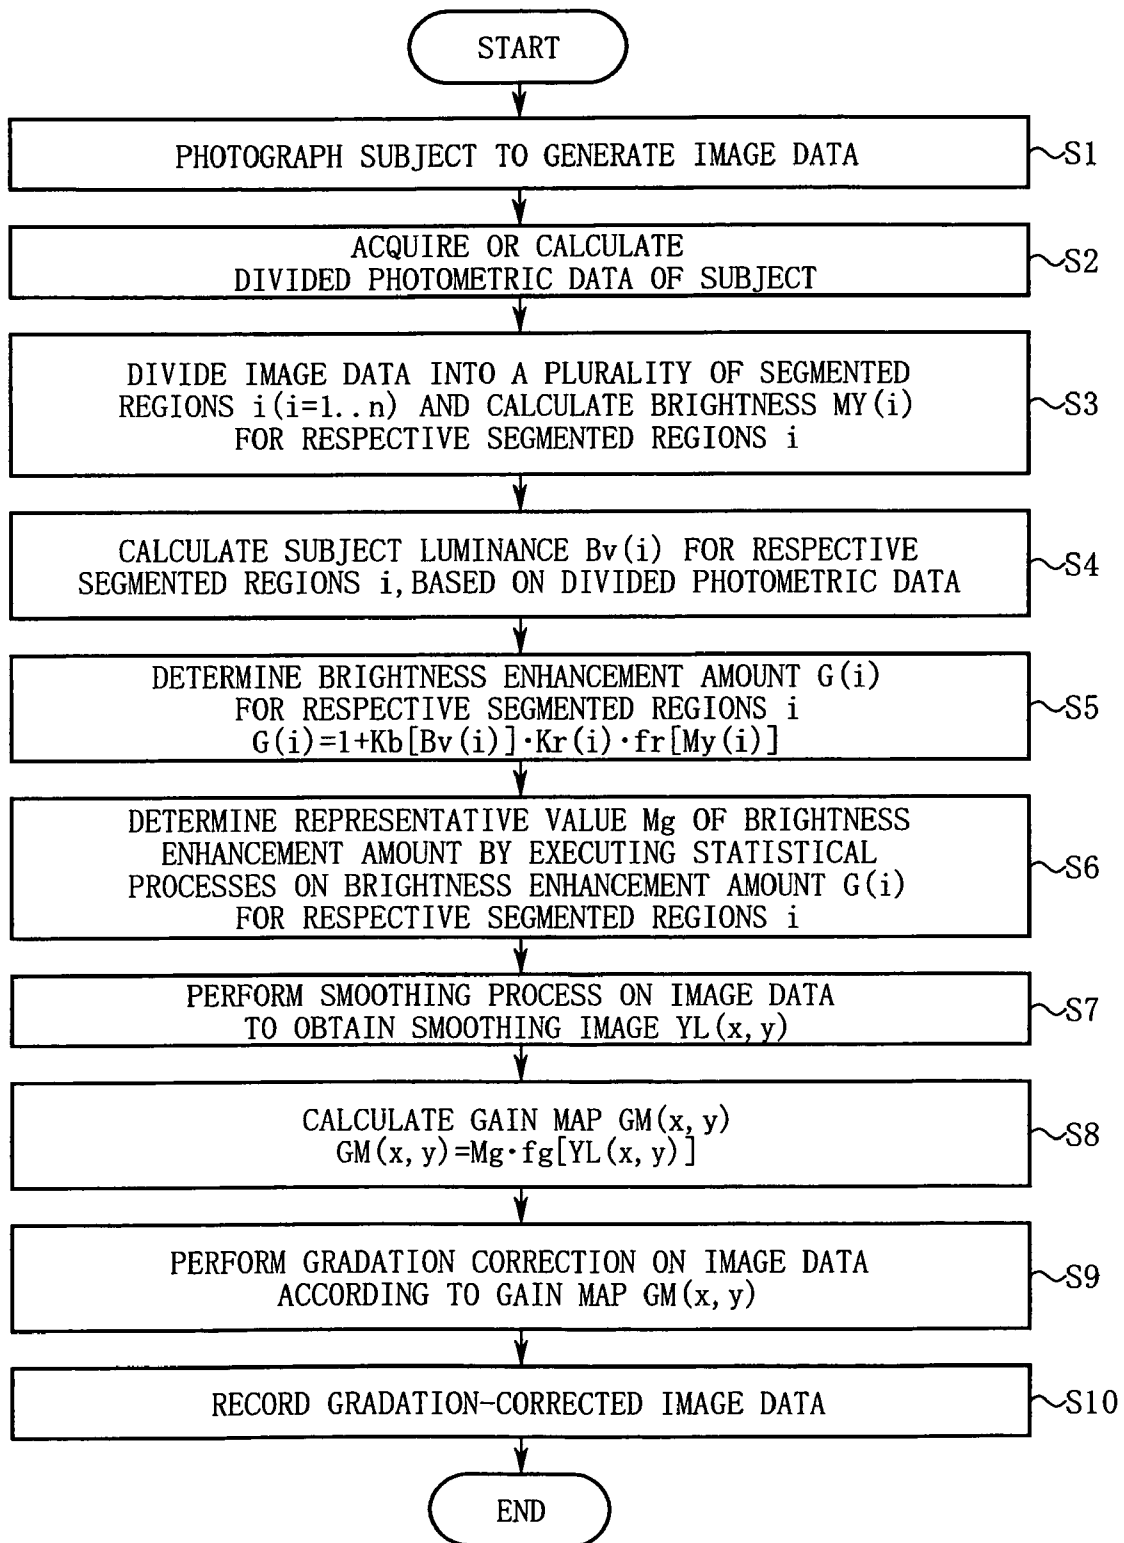 START
PHOTOGRAPH SUBJECT TO GENERATE IMAGE DATA
S1
ACQUIRE OR CALCULATE
DIVIDED PHOTOMETRIC DATA OF SUBJECT
S2
DIVIDE IMAGE DATA INTO A PLURALITY OF SEGMENTED
REGIONS i(i=1..n) AND CALCULATE BRIGHTNESS MY(i)
FOR RESPECTIVE SEGMENTED REGIONS i
S3
CALCULATE SUBJECT LUMINANCE Bv(i) FOR RESPECTIVE
SEGMENTED REGIONS i, BASED ON DIVIDED PHOTOMETRIC DATA
S4
DETERMINE BRIGHTNESS ENHANCEMENT AMOUNT G(i)
FOR RESPECTIVE SEGMENTED REGIONS i
G(i)=1+Kb[Bv(i)]·Kr(i)·fr[My(i)]
S5
DETERMINE REPRESENTATIVE VALUE Mg OF BRIGHTNESS
ENHANCEMENT AMOUNT BY EXECUTING STATISTICAL
PROCESSES ON BRIGHTNESS ENHANCEMENT AMOUNT G(i)
FOR RESPECTIVE SEGMENTED REGIONS i
S6
PERFORM SMOOTHING PROCESS ON IMAGE DATA
TO OBTAIN SMOOTHING IMAGE YL(x,y)
S7
CALCULATE GAIN MAP GM(x,y)
GM(x,y)=Mg·fg[YL(x,y)]
S8
PERFORM GRADATION CORRECTION ON IMAGE DATA
ACCORDING TO GAIN MAP GM(x,y)
S9
RECORD GRADATION-CORRECTED IMAGE DATA
S10
END